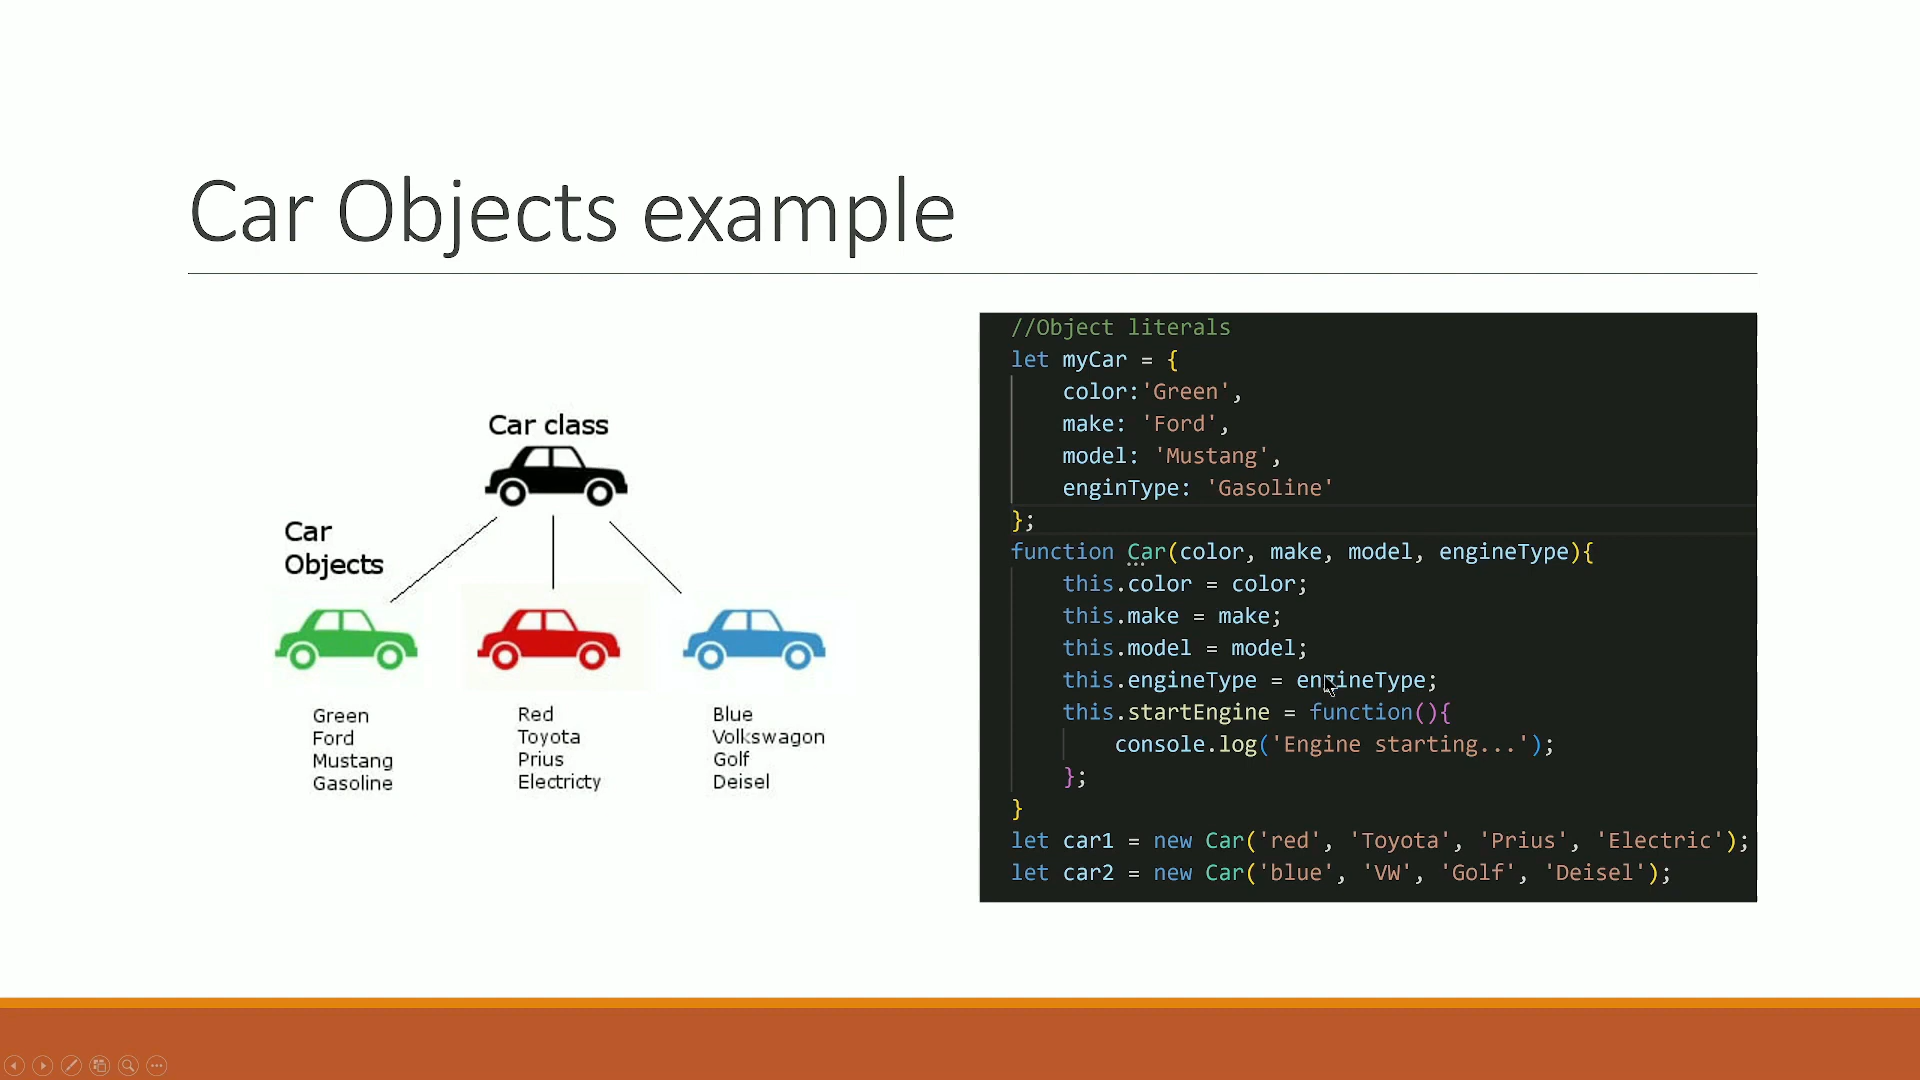 Car Objects example
Car class
Car
Objects
Green
Ford
Mustang
Gasoline
Red
Toyota
Prius
Electricty
Blue
Volkswagon
Golf
Deisel
//Object literals
let myCar = {
color:'Green',
make: 'Ford',
model: 'Mustang',
enginType: 'Gasoline'
};
function Car(color, make, model, engineType){
this.color = color;
this.make = make;
this.model = model;
this.engineType = engineType;
this.startEngine = function(){
console.log('Engine starting...');
};
}
let car1 = new Car('red', 'Toyota', 'Prius', 'Electric');
let car2 = new Car('blue', 'VW', 'Golf', 'Deisel');